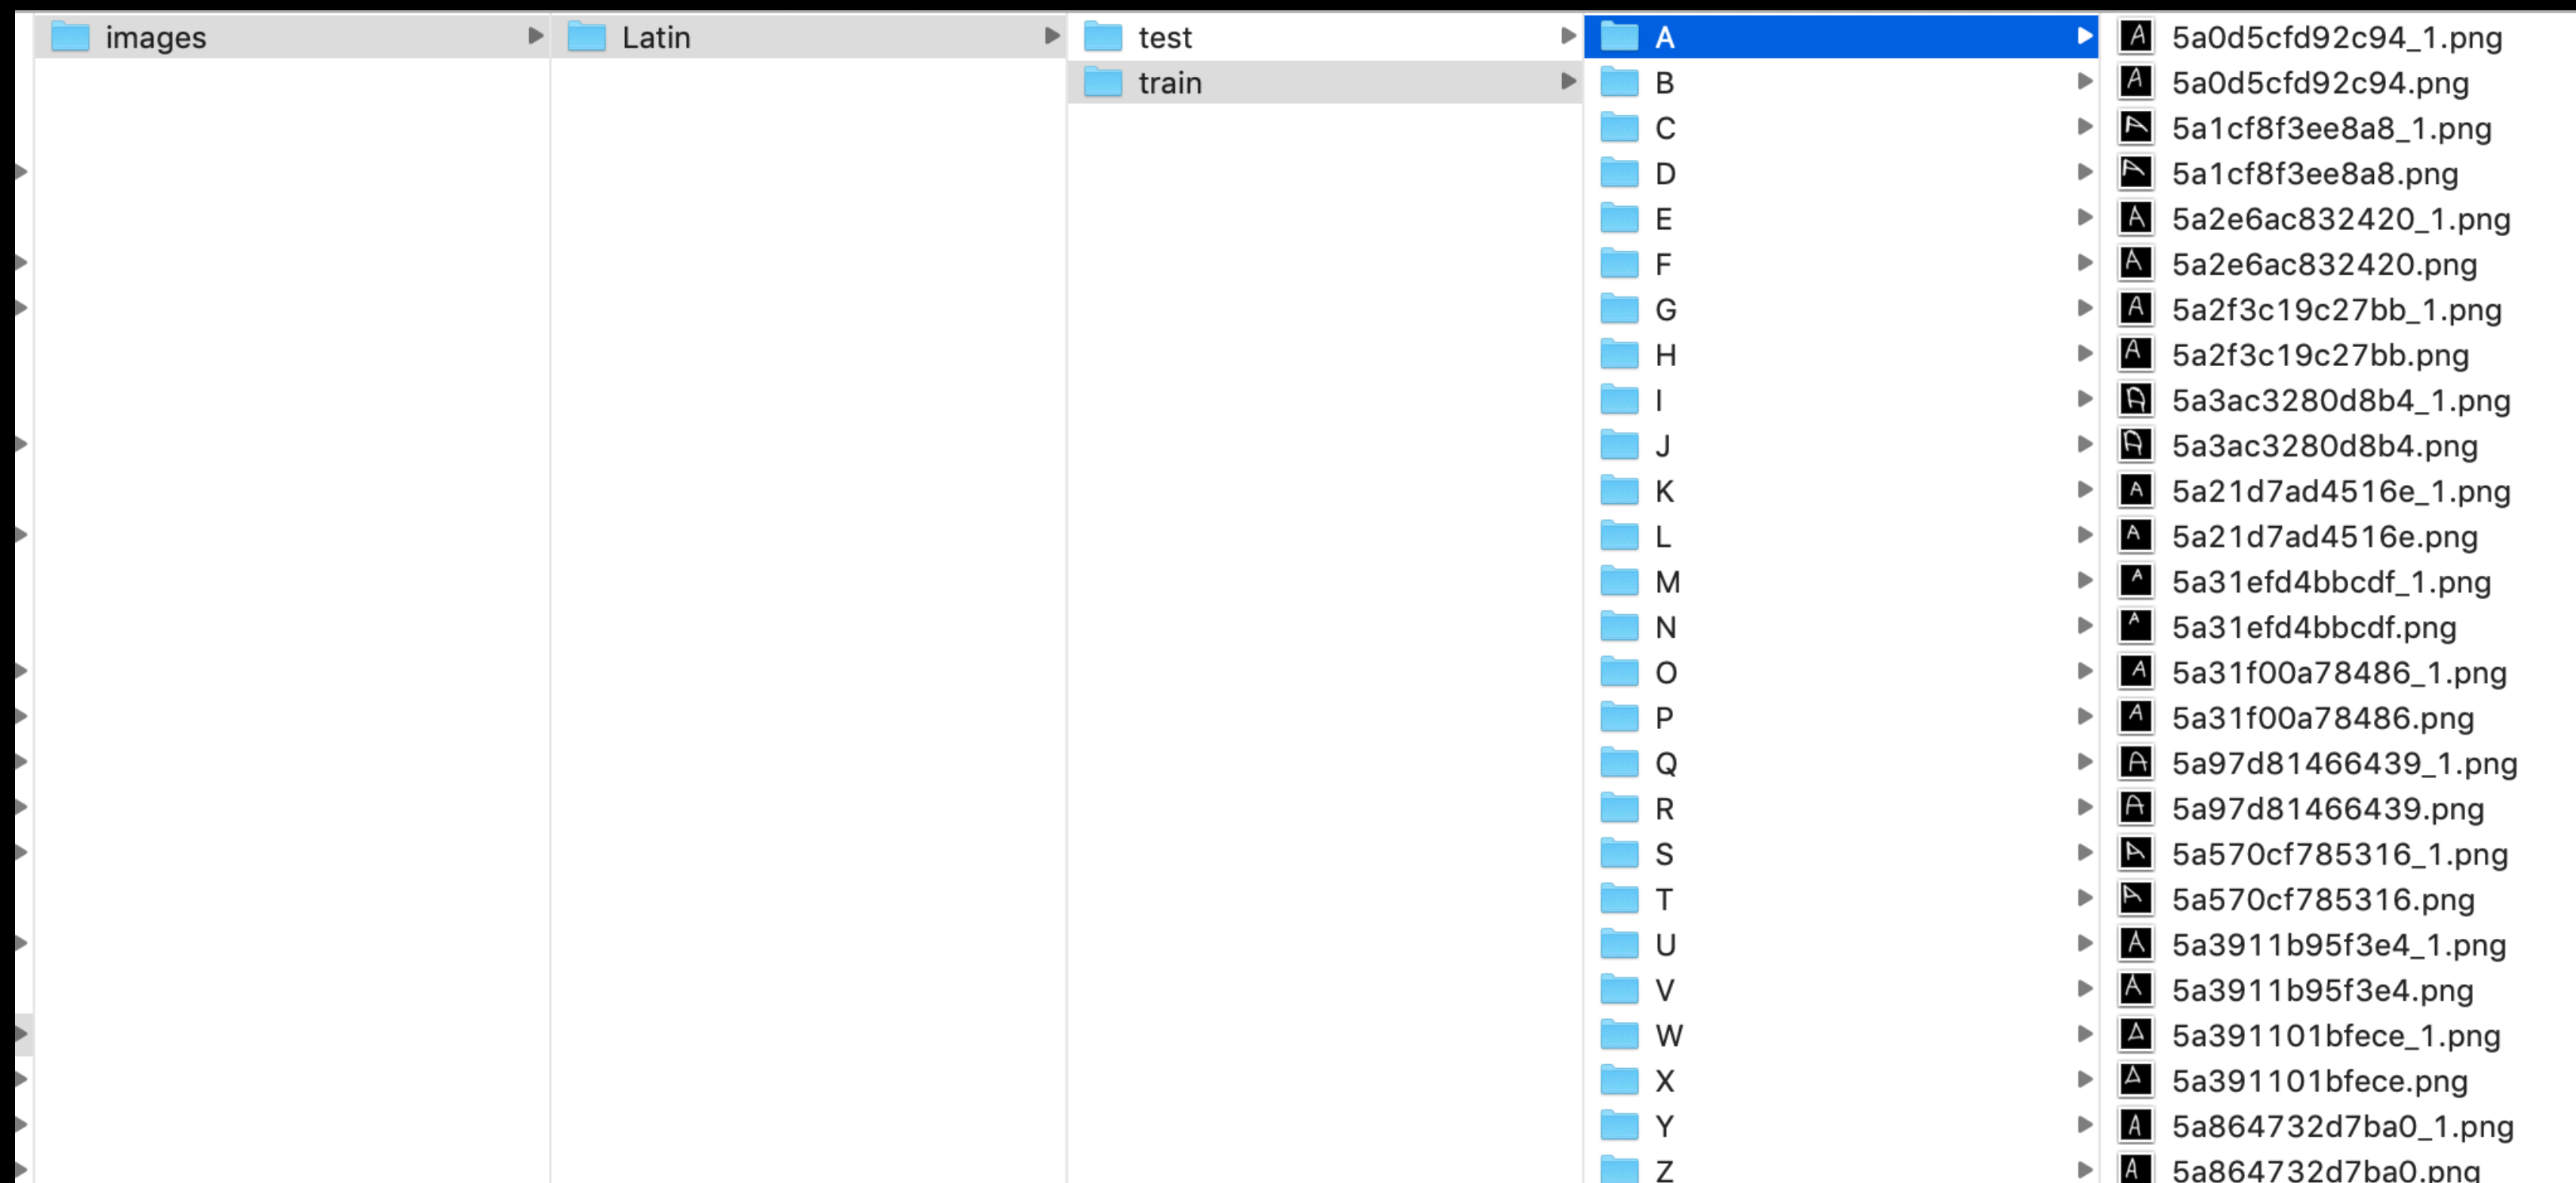 images
Latin
test
train
A
B
C
D
E
F
G
H
I
J
K
L
M
N
O
P
Q
R
S
T
U
V
W
X
Y
Z
5a0d5cfd92c94_1.png
5a0d5cfd92c94.png
5a1cf8f3ee8a8_1.png
5a1cf8f3ee8a8.png
5a2e6ac832420_1.png
5a2e6ac832420.png
5a2f3c19c27bb_1.png
5a2f3c19c27bb.png
5a3ac3280d8b4_1.png
5a3ac3280d8b4.png
5a21d7ad4516e_1.png
5a21d7ad4516e.png
5a31efd4bbcdf_1.png
5a31efd4bbcdf.png
5a31f00a78486_1.png
5a31f00a78486.png
5a97d81466439_1.png
5a97d81466439.png
5a570cf785316_1.png
5a570cf785316.png
5a3911b95f3e4_1.png
5a3911b95f3e4.png
5a391101bfece_1.png
5a391101bfece.png
5a864732d7ba0_1.png
5a864732d7ba0.png